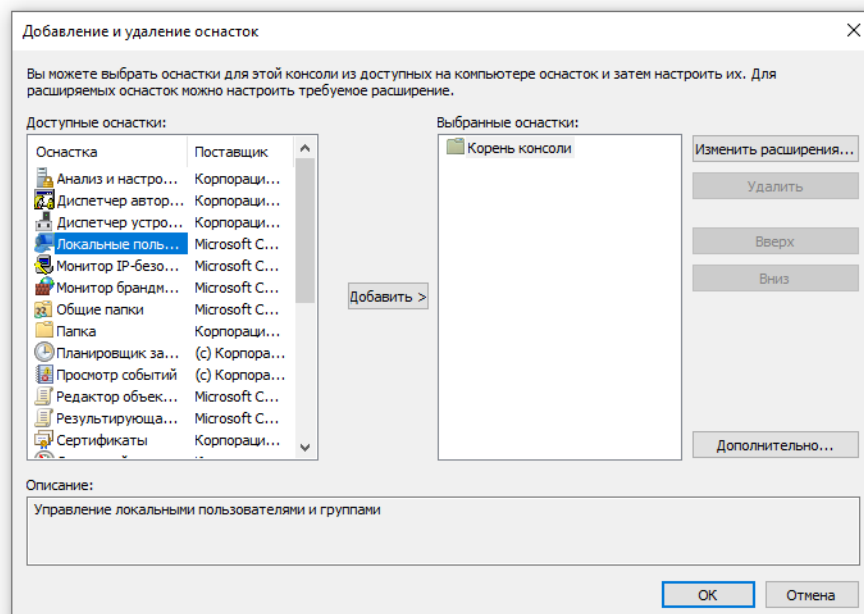 Добавление и удаление оснасток
Вы можете выбрать оснастки для этой консоли из доступных на компьютере оснасток и затем настроить их. Для
расширяемых оснасток можно настроить требуемое расширение.
Доступные оснастки:
Оснастка Поставщик
Анализ и настро... Корпораци...
Диспетчер автор... Корпораци...
Диспетчер устро... Корпораци...
Локальные поль... Microsoft C...
Монитор IP-безо... Microsoft C...
Монитор брандм... Microsoft C...
Общие папки Microsoft C...
Папка Корпораци...
Планировщик за... (c) Корпора...
Просмотр событий (c) Корпора...
Редактор объек... Microsoft C...
Результирующа... Microsoft C...
Сертификаты Корпораци...
Добавить >
Выбранные оснастки:
Корень консоли
Изменить расширения...
Удалить
Вверх
Вниз
Дополнительно...
Описание:
Управление локальными пользователями и группами
ОК
Отмена